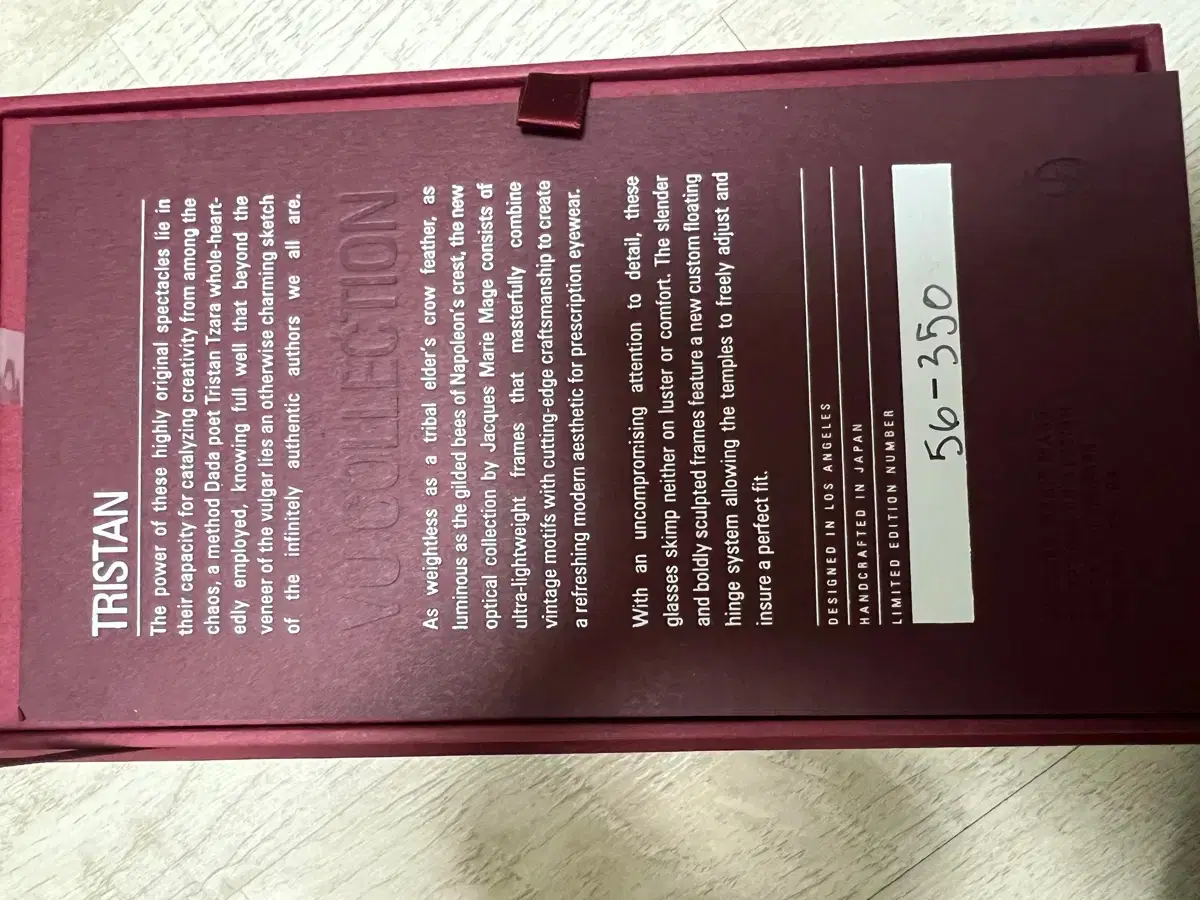 TRISTAN
The power of these highly original spectacles lie in
their capacity for catalyzing creativity from among the
chaos, a method Dada poet Tristan Tzara whole-heart-
edly employed, knowing full well that beyond the
veneer of the vulgar lies an otherwise charming sketch
of the infinitely authentic authors we all are.
COLLECTION
As weightless as a tribal elder's crow feather, as
luminous as the gilded bees of Napoleon's crest, the new
optical collection by Jacques Marie Mage consists of
ultra-lightweight frames that masterfully combine
vintage motifs with cutting-edge craftsmanship to create
a refreshing modern aesthetic for prescription eyewear.
With an uncompromising attention to detail, these
glasses skimp neither on luster or comfort. The slender
and boldly sculpted frames feature a new custom floating
hinge system allowing the temples to freely adjust and
insure a perfect fit.
DESIGNED IN LOS ANGELES
HANDCRAFTED IN JAPAN
LIMITED EDITION NUMBER
56-350